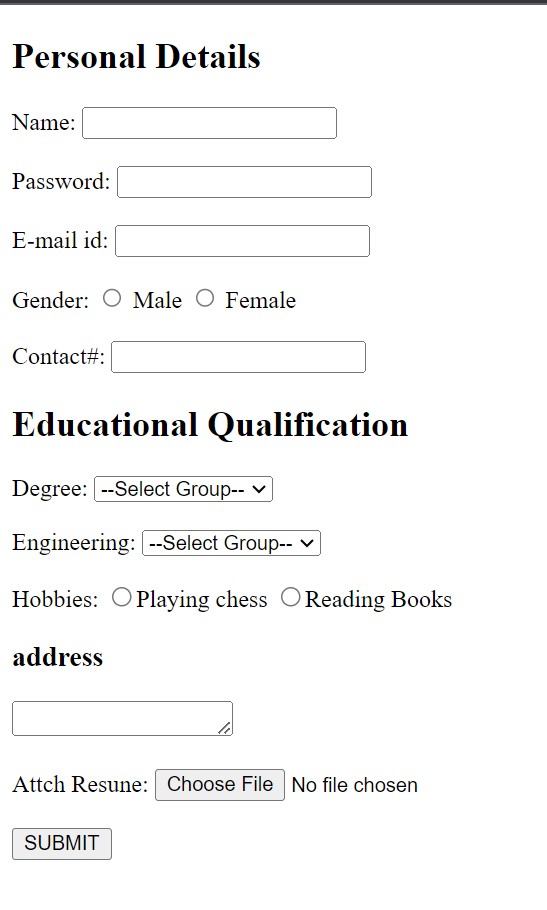 Personal Details
Name:
Password:
E-mail id:
Gender: Male Female
Contact#:
Educational Qualification
Degree: --Select Group--
Engineering: --Select Group--
Hobbies: Playing chess Reading Books
address
Attch Resune: Choose File No file chosen
SUBMIT